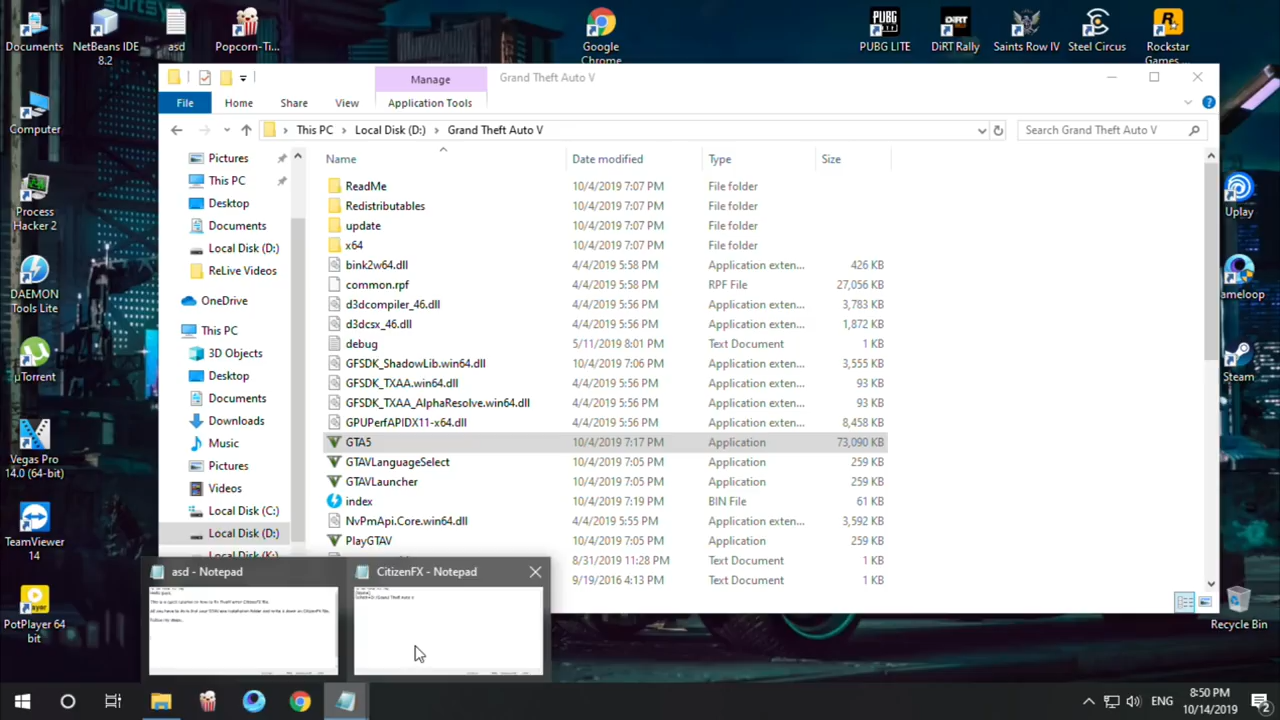 Documents
NetBeans IDE
8.2
asd
Popcorn-Ti...
Google
Chrome
PUBG LITE
DiRT Rally
Saints Row IV
Steel Circus
Rockstar
Games ...
Computer
Process
Hacker 2
DAEMON
Tools Lite
µTorrent
Vegas Pro
14.0 (64-bit)
TeamViewer
14
PotPlayer 64
bit
Uplay
ameloop
Steam
Recycle Bin
Manage
Grand Theft Auto V
File
Home
Share
View
Application Tools
This PC
Local Disk (D:)
Grand Theft Auto V
Search Grand Theft Auto V
Pictures
This PC
Desktop
Documents
Local Disk (D:)
ReLive Videos
OneDrive
This PC
3D Objects
Desktop
Documents
Downloads
Music
Pictures
Videos
Local Disk (C:)
Local Disk (D:)
Local Disk (K:)
Name Date modified Type Size
ReadMe 10/4/2019 7:07 PM File folder
Redistributables 10/4/2019 7:07 PM File folder
update 10/4/2019 7:07 PM File folder
x64 10/4/2019 7:07 PM File folder
bink2w64.dll 4/4/2019 5:58 PM Application exten... 426 KB
common.rpf 4/4/2019 5:58 PM RPF File 27,056 KB
d3dcompiler_46.dll 4/4/2019 5:56 PM Application exten... 3,783 KB
d3dcsx_46.dll 4/4/2019 5:56 PM Application exten... 1,872 KB
debug 5/11/2019 8:01 PM Text Document 1 KB
GFSDK_ShadowLib.win64.dll 10/4/2019 7:06 PM Application exten... 3,555 KB
GFSDK_TXAA.win64.dll 4/4/2019 5:56 PM Application exten... 93 KB
GFSDK_TXAA_AlphaResolve.win64.dll 4/4/2019 5:56 PM Application exten... 93 KB
GPUPerfAPIDX11-x64.dll 4/4/2019 5:56 PM Application exten... 8,458 KB
GTA5 10/4/2019 7:17 PM Application 73,090 KB
GTAVLanguageSelect 10/4/2019 7:05 PM Application 259 KB
GTAVLauncher 10/4/2019 7:05 PM Application 259 KB
index 10/4/2019 7:19 PM BIN File 61 KB
NvPmApi.Core.win64.dll 4/4/2019 5:55 PM Application exten... 3,592 KB
PlayGTAV 10/4/2019 7:05 PM Application 259 KB
8/31/2019 11:28 PM Text Document 1 KB
9/19/2016 4:13 PM Text Document 1 KB
asd - Notepad
CitizenFX - Notepad
ENG
8:50 PM
10/14/2019
2